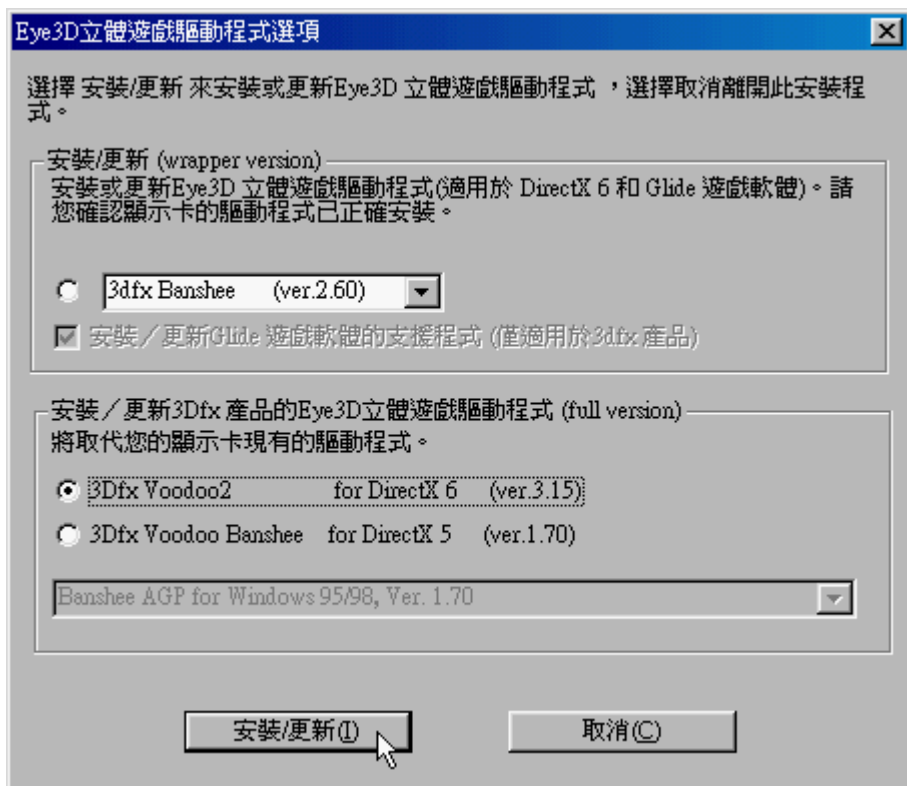 Eye3D立體遊戲驅動程式選項
選擇 安裝/更新 來安裝或更新Eye3D 立體遊戲驅動程式 ，選擇取消離開此安裝程
式。
安裝/更新 (wrapper version)
安裝或更新Eye3D 立體遊戲驅動程式(適用於 DirectX 6 和 Glide 遊戲軟體)。請
您確認顯示卡的驅動程式已正確安裝。
3dfx Banshee (ver.2.60)
安裝／更新Glide 遊戲軟體的支援程式 (僅適用於3dfx 產品)
安裝／更新3Dfx 產品的Eye3D立體遊戲驅動程式 (full version)
將取代您的顯示卡現有的驅動程式。
3Dfx Voodoo2 for DirectX 6 (ver.3.15)
3Dfx Voodoo Banshee for DirectX 5 (ver.1.70)
Banshee AGP for Windows 95/98, Ver. 1.70
安裝/更新(I) 取消(C)